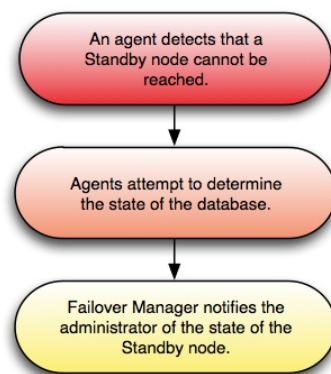 An agent detects that a
Standby node cannot be
reached.
Agents attempt to determine
the state of the database.
Failover Manager notifies the
administrator of the state of the
Standby node.